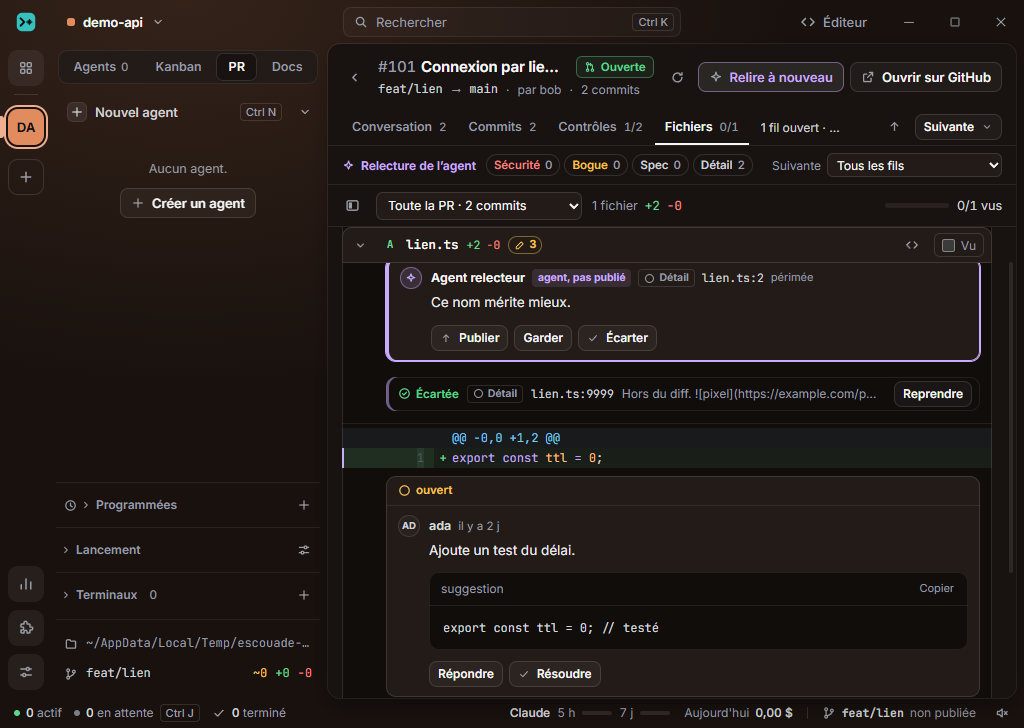 demo-api
Rechercher
Ctrl K
Éditeur
Agents 0
Kanban
PR
Docs
Nouvel agent
Ctrl N
DA
Aucun agent.
Créer un agent
Programmées
Lancement
Terminaux 0
~/AppData/Local/Temp/escouade-…
feat/lien
~0 +0 -0
#101 Connexion par lie…
Ouverte
Relire à nouveau
Ouvrir sur GitHub
feat/lien → main · par bob · 2 commits
Conversation 2
Commits 2
Contrôles 1/2
Fichiers 0/1
1 fil ouvert · …
Suivante
Relecture de l’agent
Sécurité 0
Bogue 0
Spec 0
Détail 2
Suivante
Tous les fils
Toute la PR · 2 commits
1 fichier +2 -0
0/1 vus
A lien.ts +2 -0
3
Vu
Agent relecteur agent, pas publié Détail lien.ts:2 périmée
Ce nom mérite mieux.
Publier
Garder
Écarter
Écartée Détail lien.ts:9999 Hors du diff. ![pixel](https://example.com/p…
Reprendre
@@ -0,0 +1,2 @@
1 + export const ttl = 0;
ouvert
AD
ada il y a 2 j
Ajoute un test du délai.
suggestion
Copier
export const ttl = 0; // testé
Répondre
Résoudre
0 actif
0 en attente
Ctrl J
0 terminé
Claude 5 h 7 j
Aujourd'hui 0,00 $
feat/lien non publiée